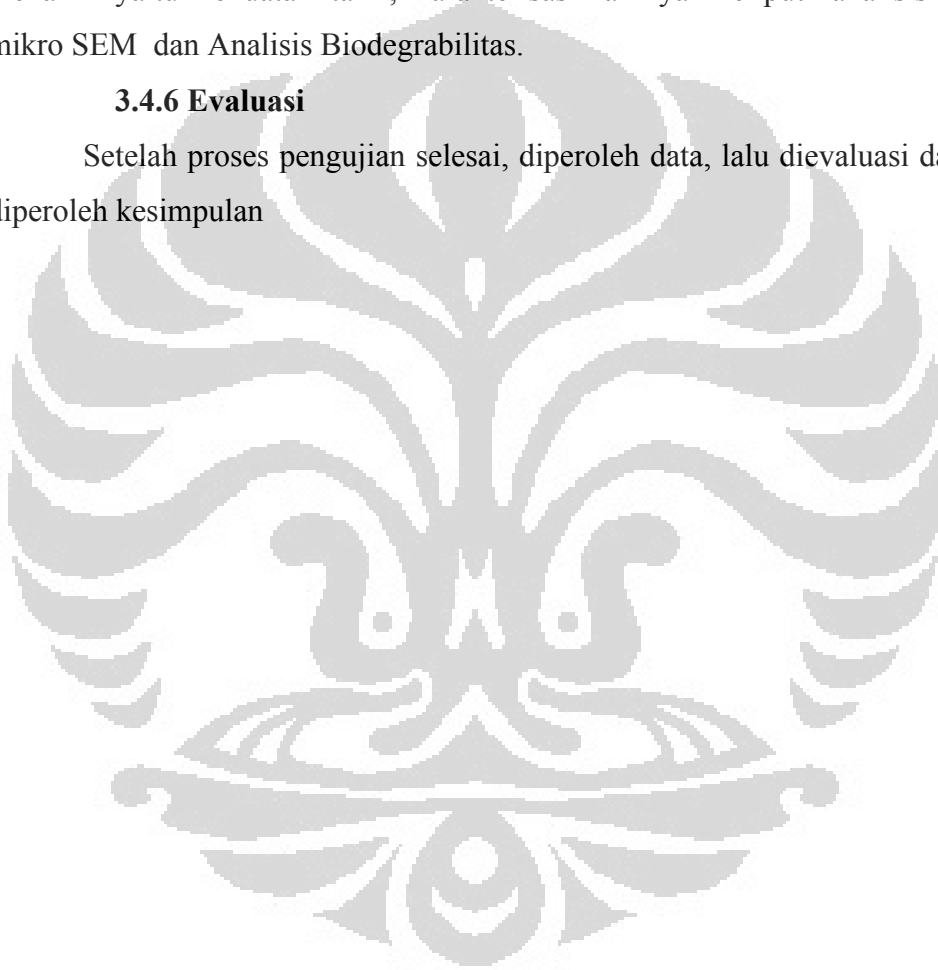 mikro SEM dan Analisis Biodegrabilitas.
3.4.6 Evaluasi
Setelah proses pengujian selesai, diperoleh data, lalu dievaluasi
diperoleh kesimpulan